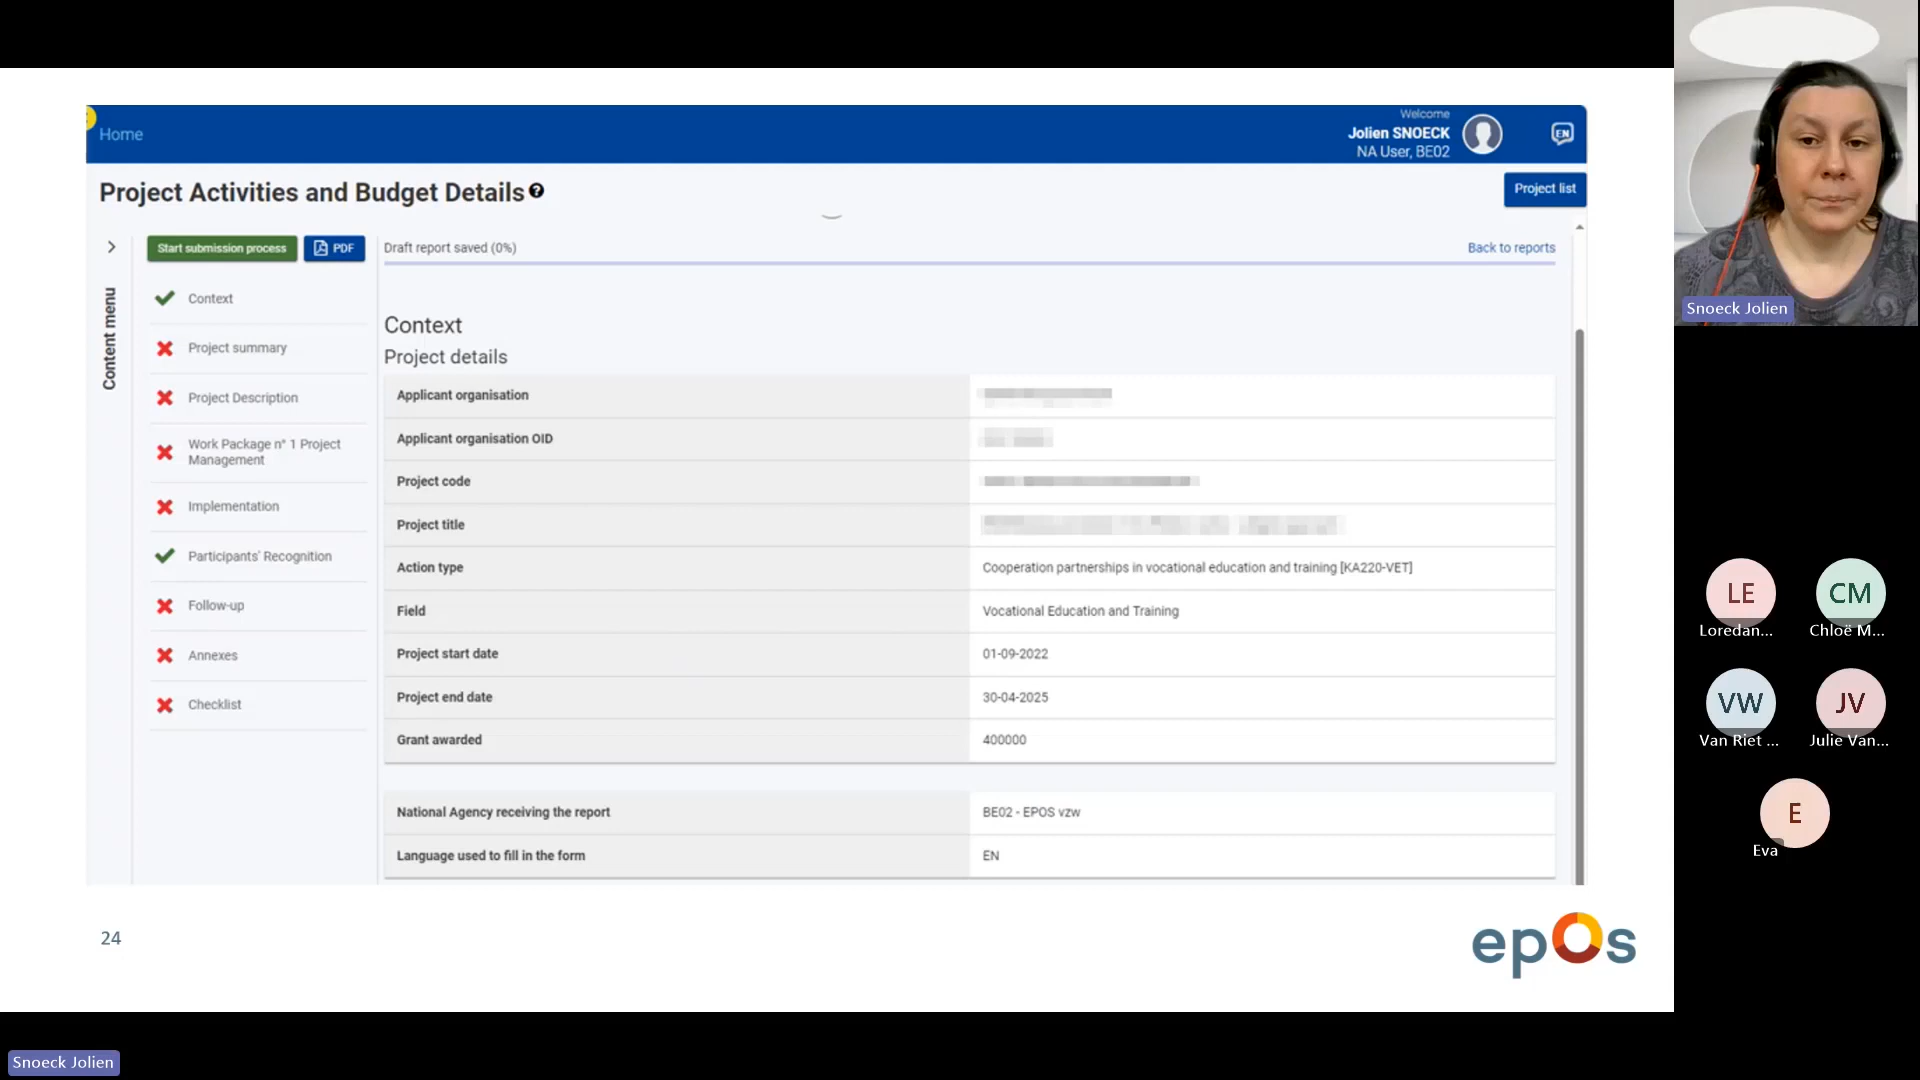 Home
Welcome
Jolien SNOECK
NA User, BE02
EN
Project Activities and Budget Details
Project list
Start submission process
PDF
Draft report saved (0%)
Back to reports
Content menu
Context
Project summary
Project Description
Work Package n° 1 Project
Management
Implementation
Participants' Recognition
Follow-up
Annexes
Checklist
Context
Project details
Applicant organisation
Applicant organisation OID
Project code
Project title
Action type
Cooperation partnerships in vocational education and training [KA220-VET]
Field
Vocational Education and Training
Project start date
01-09-2022
Project end date
30-04-2025
Grant awarded
400000
National Agency receiving the report
BE02 - EPOS vzw
Language used to fill in the form
EN
24
epos
Snoeck Jolien
LE
Loredan...
CM
Chloë M...
VW
Van Riet ...
JV
Julie Van...
E
Eva
Snoeck Jolien